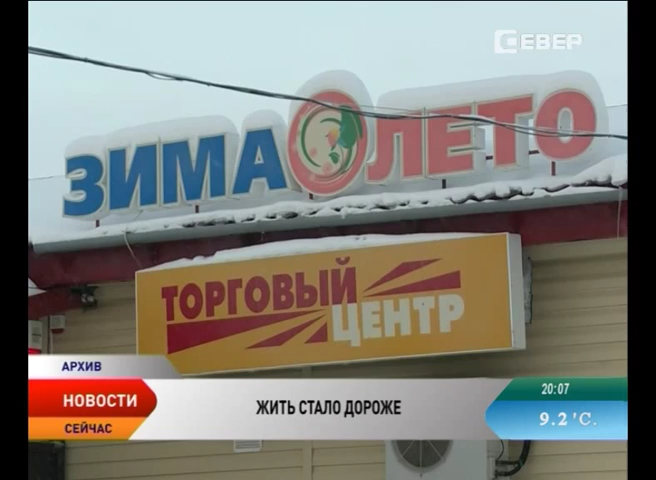 СЕВЕР
ЗИМА ЛЕТО
ТОРГОВЫЙ
ЦЕНТР
АРХИВ
НОВОСТИ
СЕЙЧАС
ЖИТЬ СТАЛО ДОРОЖЕ
20:07
9.2 'С.